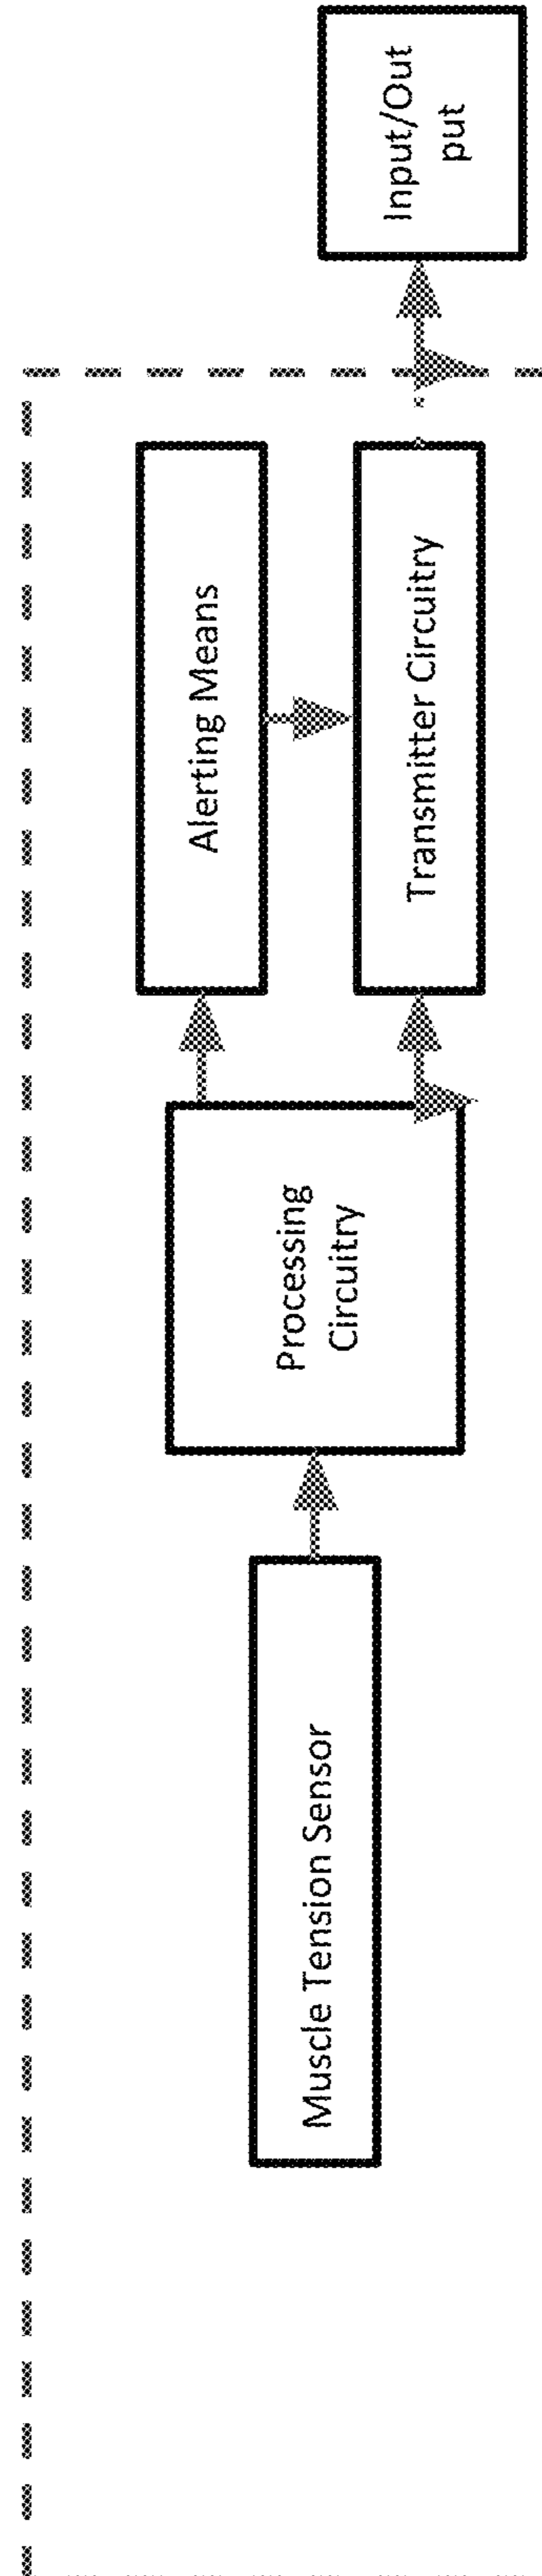 Muscle Tension Sensor
Processing
Circuitry
Alerting Means
Transmitter Circuitry
Input/Out
put